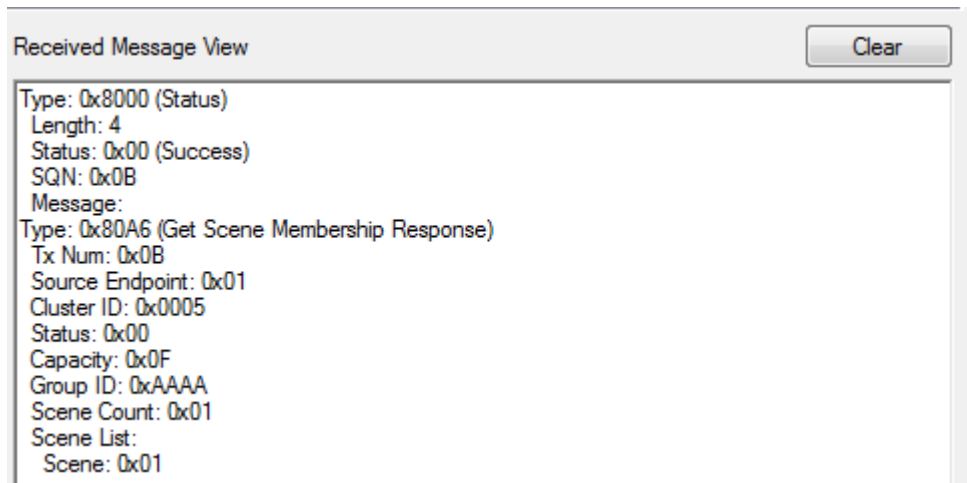 Received Message View
Clear
Type: 0x8000 (Status)
Length: 4
Status: 0x00 (Success)
SQN: 0x0B
Message:
Type: 0x80A6 (Get Scene Membership Response)
Tx Num: 0x0B
Source Endpoint: 0x01
Cluster ID: 0x0005
Status: 0x00
Capacity: 0x0F
Group ID: 0xAAAA
Scene Count: 0x01
Scene List:
Scene: 0x01